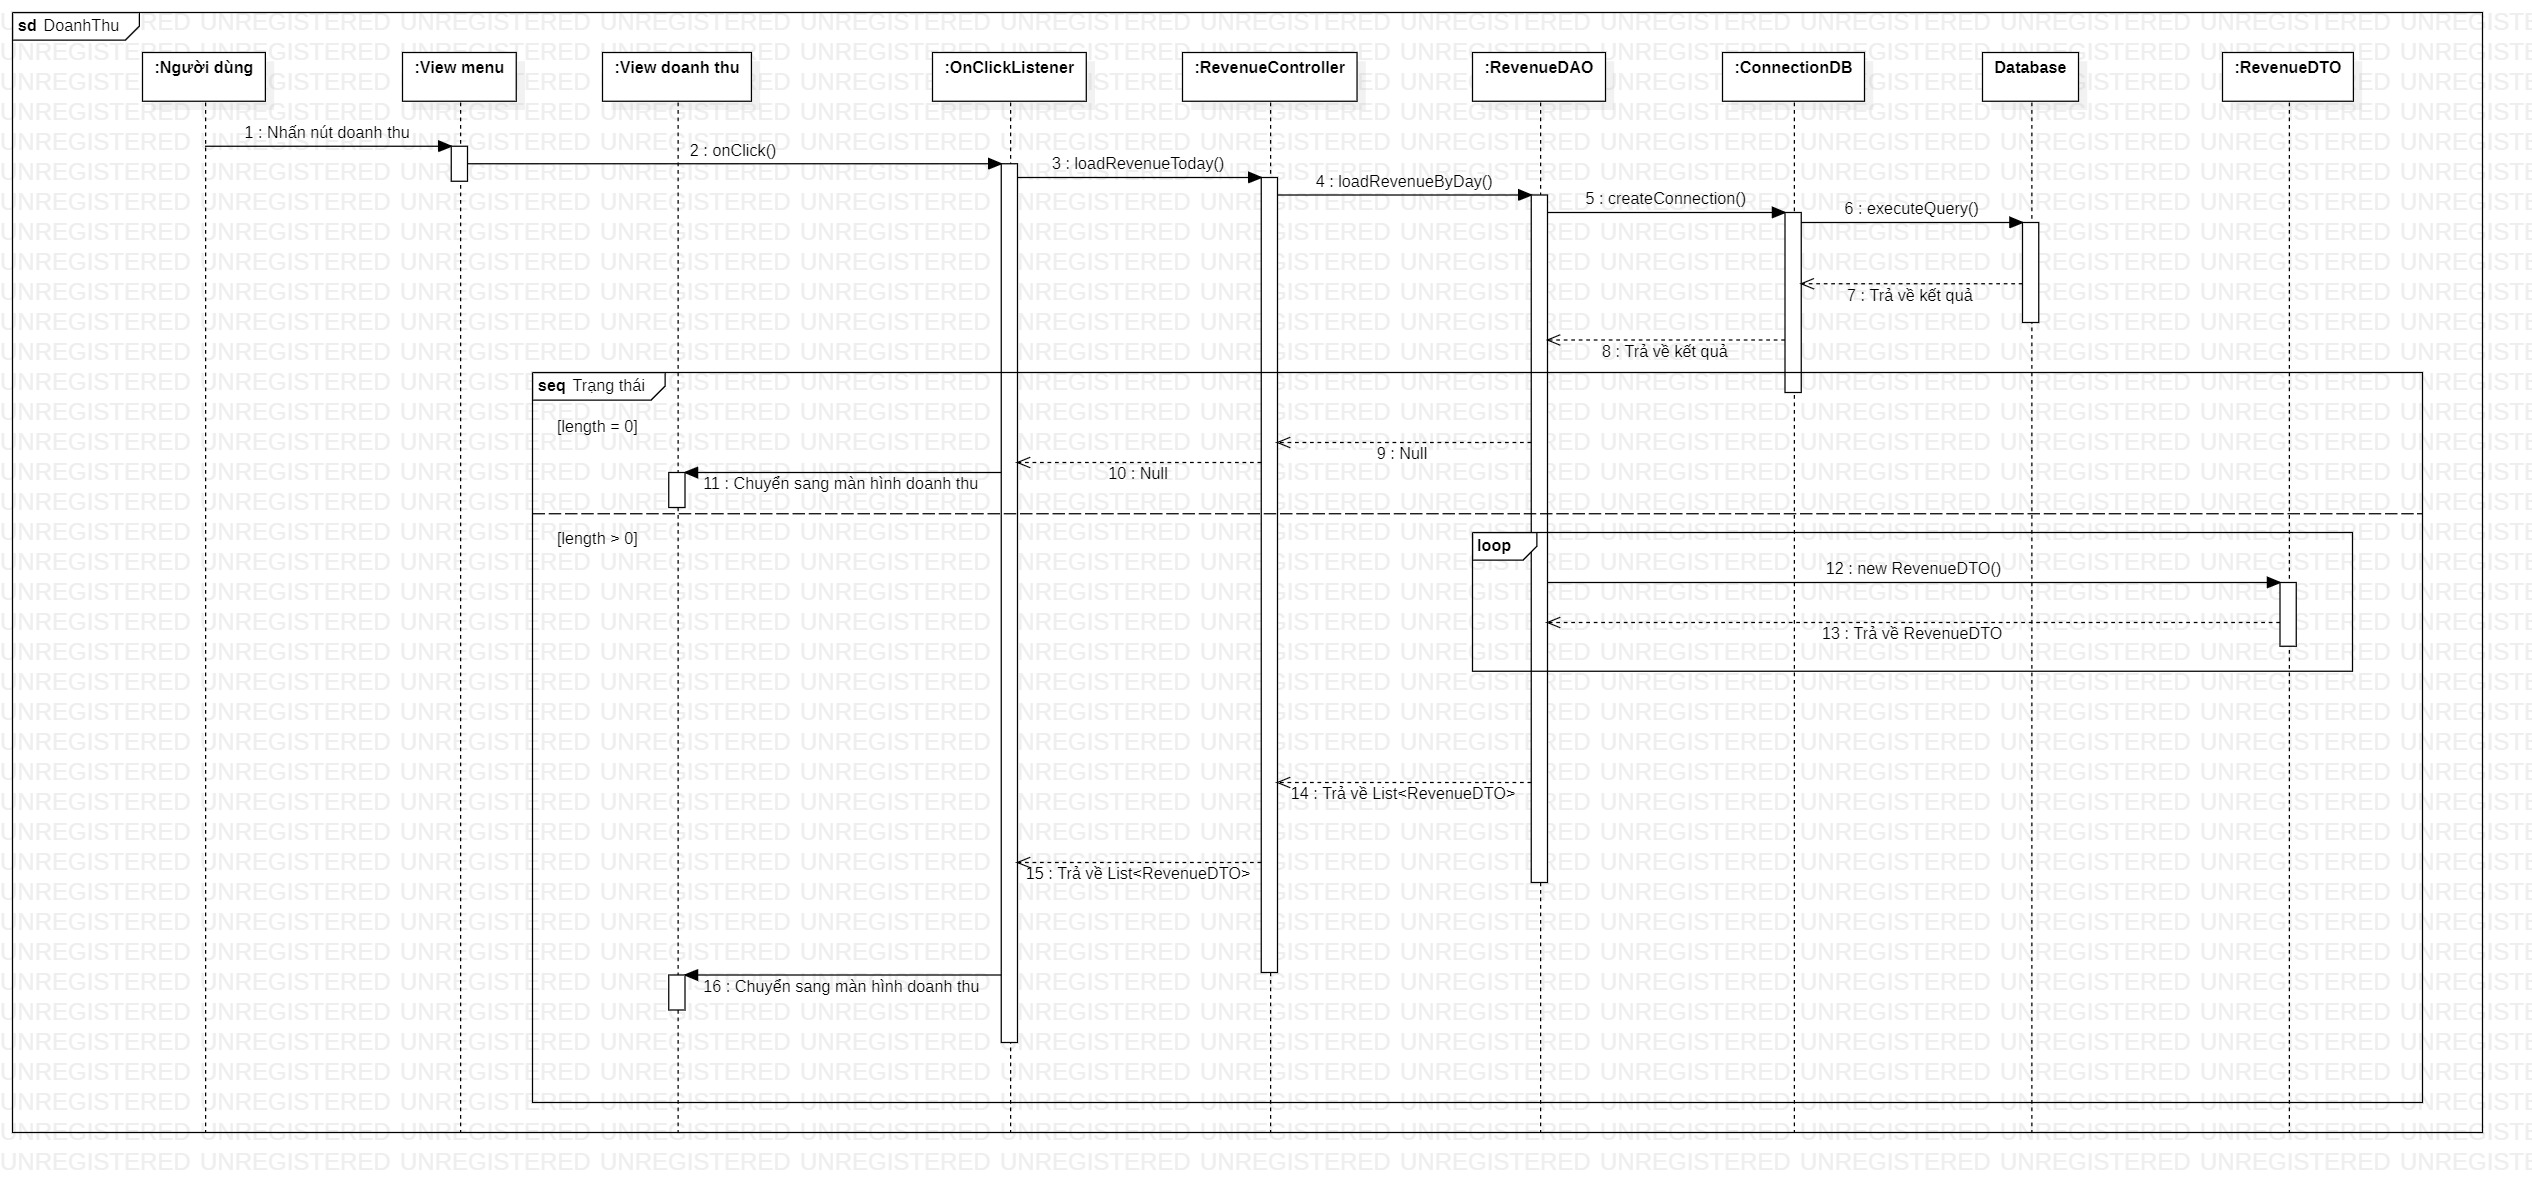 sd DoanhThu
:Người dùng
:View menu
:View doanh thu
:OnClickListener
:RevenueController
:RevenueDAO
:ConnectionDB
Database
:RevenueDTO
1 : Nhấn nút doanh thu
2 : onClick()
3 : loadRevenueToday()
4 : loadRevenueByDay()
5 : createConnection()
6 : executeQuery()
7 : Trả về kết quả
8 : Trả về kết quả
seq Trạng thái
[length = 0]
9 : Null
10 : Null
11 : Chuyển sang màn hình doanh thu
[length > 0]
loop
12 : new RevenueDTO()
13 : Trả về RevenueDTO
14 : Trả về List<RevenueDTO>
15 : Trả về List<RevenueDTO>
16 : Chuyển sang màn hình doanh thu
UNREGISTERED